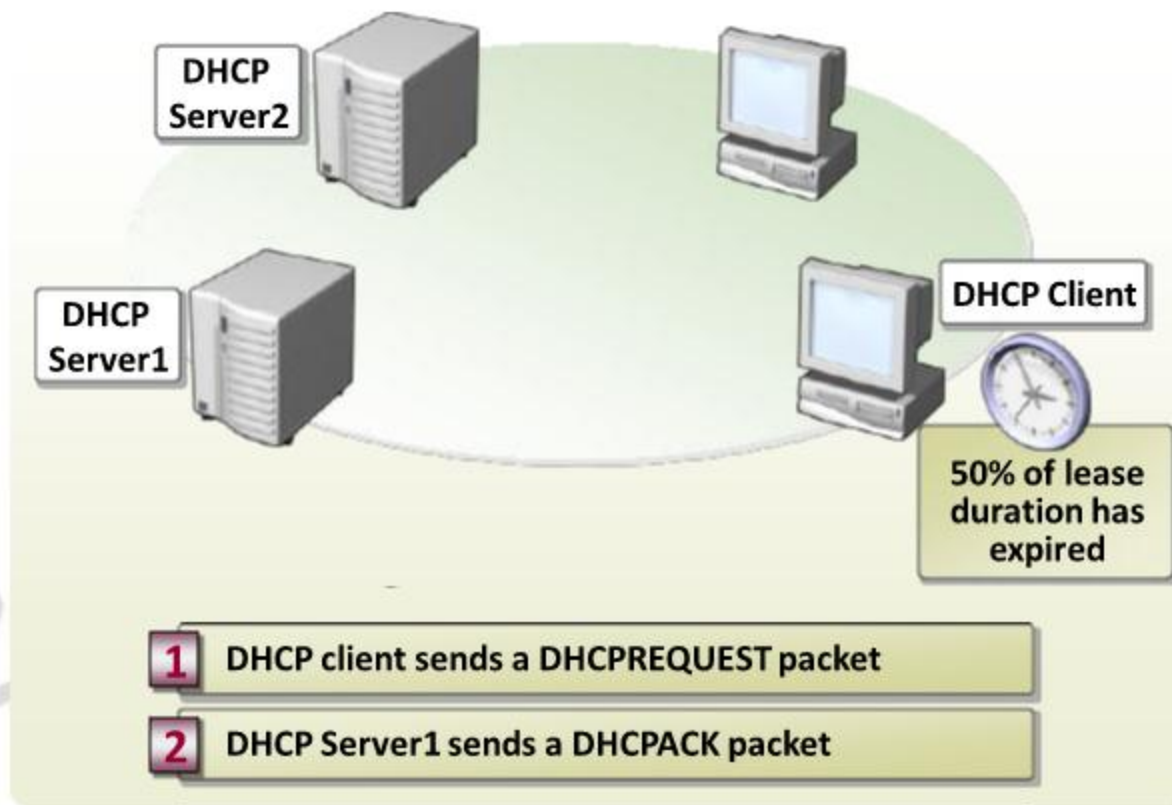 DHCP
Server2
DHCP
Server1
DHCP Client
50% of lease
duration has
expired
1 DHCP client sends a DHCPREQUEST packet
2 DHCP Server1 sends a DHCPACK packet